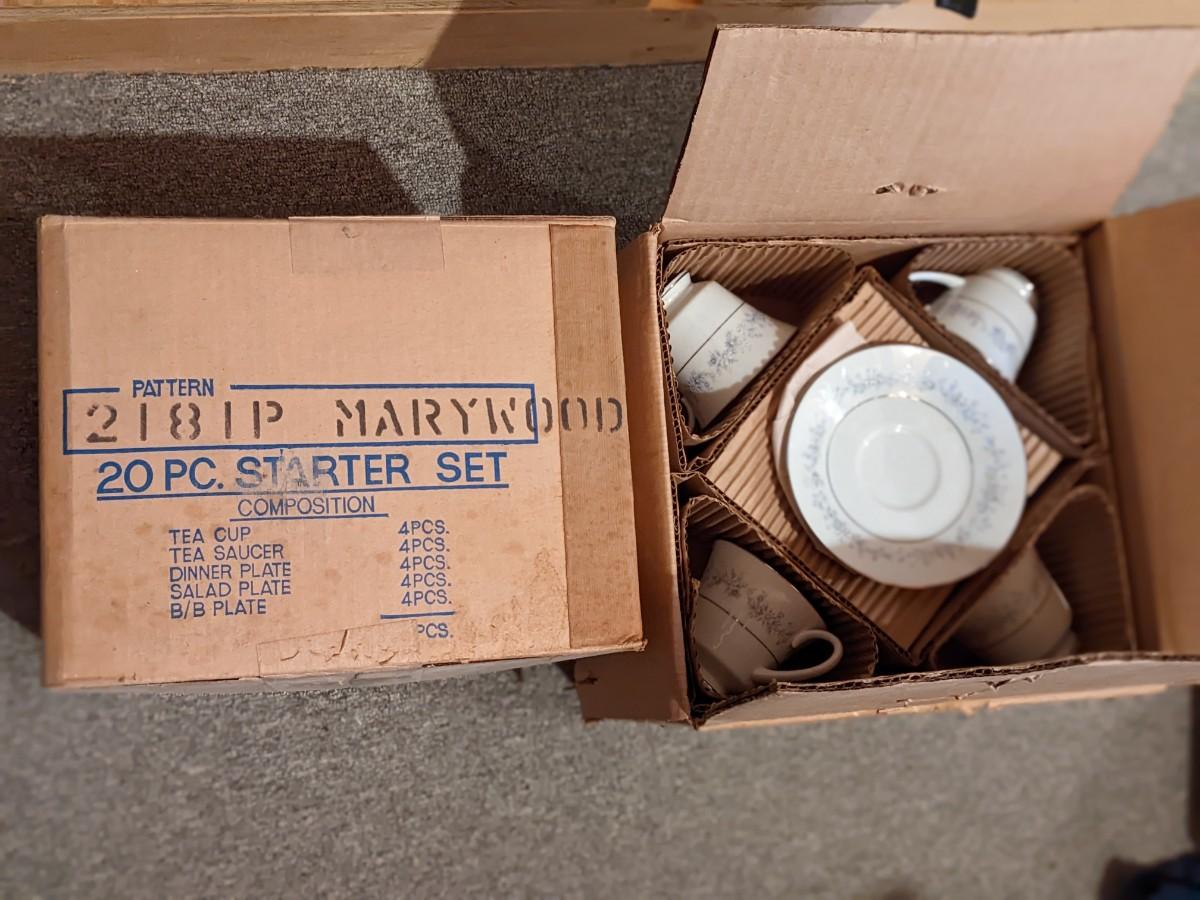 PATTERN
2181P MARYWOOD
20 PC. STARTER SET
COMPOSITION
TEA CUP 4PCS.
TEA SAUCER 4PCS.
DINNER PLATE 4PCS.
SALAD PLATE 4PCS.
B/B PLATE 4PCS.
PCS.